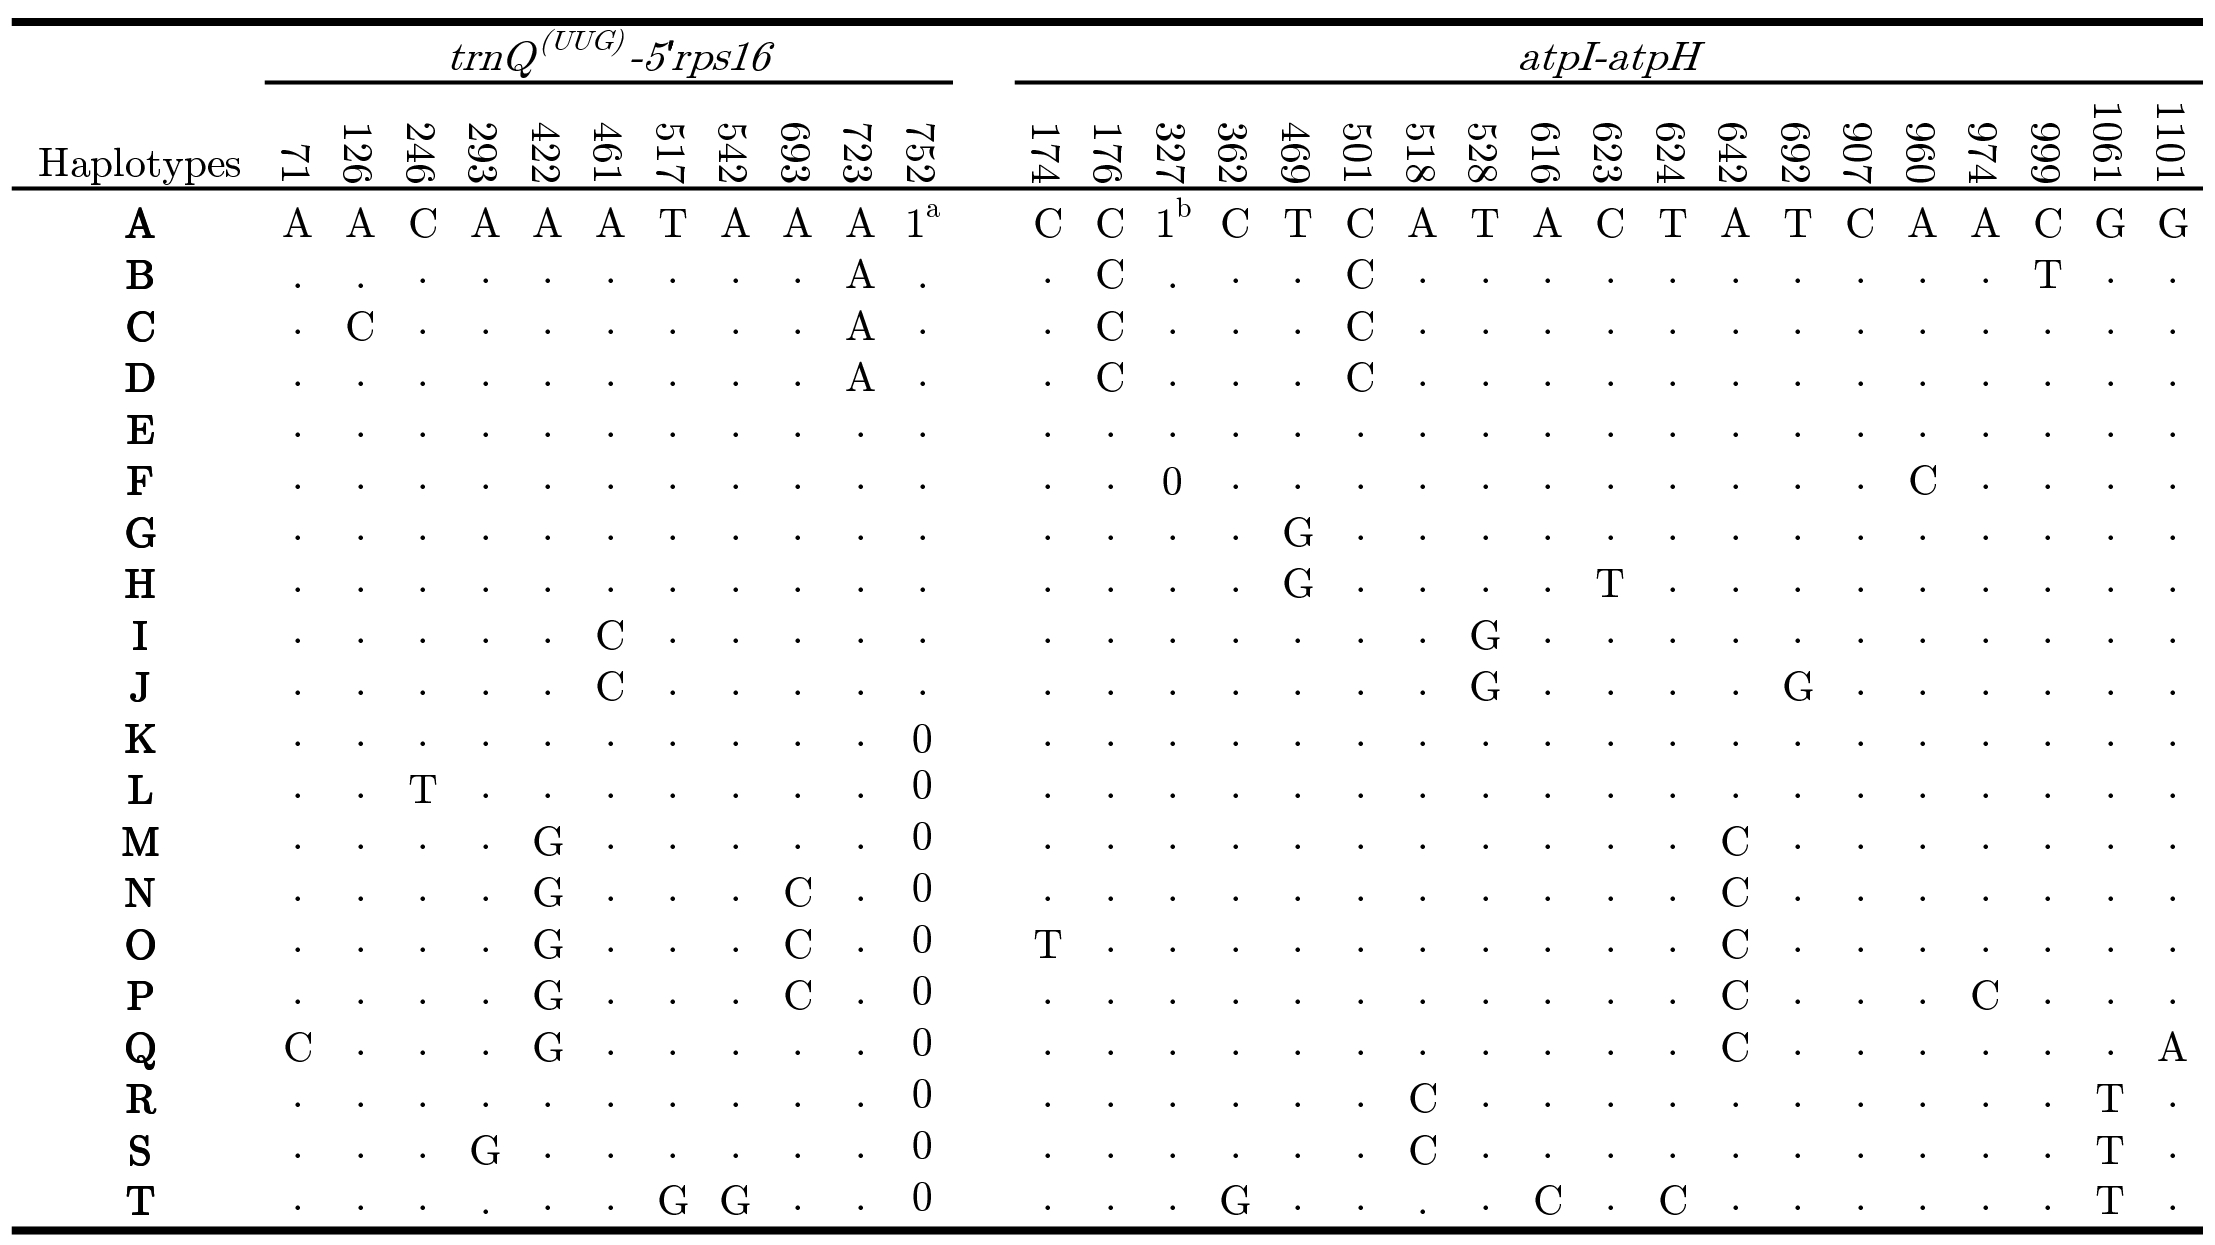 trnQ(UUG)-5'rps16 atpI-atpH
Haplotypes 71 126 246 293 422 461 517 542 693 723 752 174 176 327 362 469 501 518 528 616 623 624 642 692 907 960 974 999 1061 1101
A A A C A A A T A A A 1a C C 1b C T C A T A C T A T C A A C G G
B . . . . . . . . . A . . C . . . C . . . . . . . . . . T . .
C . C . . . . . . . A . . C . . . C . . . . . . . . . . . . .
D . . . . . . . . . A . . C . . . C . . . . . . . . . . . . .
E . . . . . . . . . . . . . . . . . . . . . . . . . . . . . .
F . . . . . . . . . . . . . 0 . . . . . . . . . . . C . . . .
G . . . . . . . . . . . . . . . G . . . . . . . . . . . . . .
H . . . . . . . . . . . . . . . G . . . . T . . . . . . . . .
I . . . . . C . . . . . . . . . . . . G . . . . . . . . . . .
J . . . . . C . . . . . . . . . . . . G . . . . G . . . . . .
K . . . . . . . . . . 0 . . . . . . . . . . . . . . . . . . .
L . . T . . . . . . . 0 . . . . . . . . . . . . . . . . . . .
M . . . . G . . . . . 0 . . . . . . . . . . . C . . . . . . .
N . . . . G . . . C . 0 . . . . . . . . . . . C . . . . . . .
O . . . . G . . . C . 0 T . . . . . . . . . . C . . . . . . .
P . . . . G . . . C . 0 . . . . . . . . . . . C . . . C . . .
Q C . . . G . . . . . 0 . . . . . . . . . . . C . . . . . . A
R . . . . . . . . . . 0 . . . . . . C . . . . . . . . . . T .
S . . . G . . . . . . 0 . . . . . . C . . . . . . . . . . T .
T . . . . . . G G . . 0 . . . G . . . . C . C . . . . . . T .